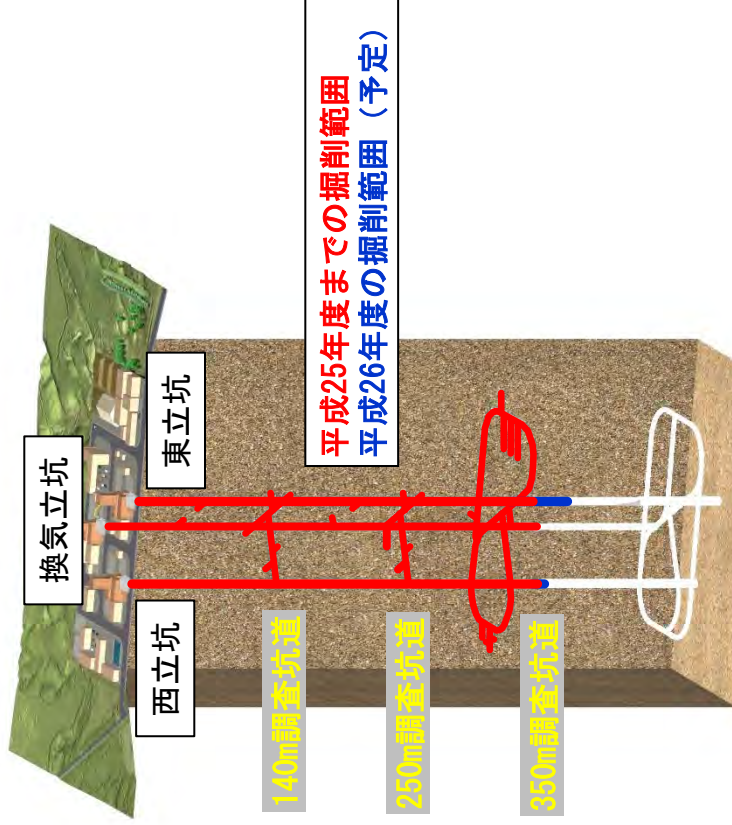 換気立坑
東立坑
西立坑
平成25年度までの掘削範囲
平成26年度の掘削範囲（予定）
140m調査坑道
250m調査坑道
350m調査坑道